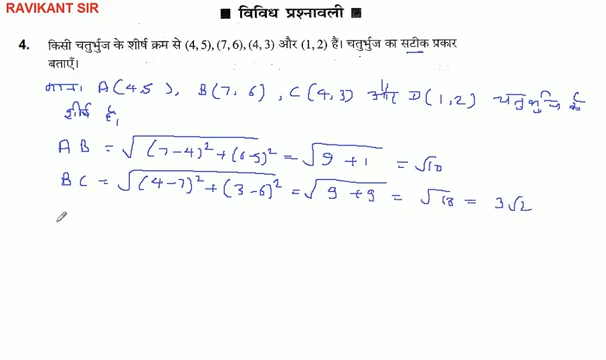 RAVIKANT SIR
■ विविध प्रश्नावली ■
4. किसी चतुर्भुज के शीर्ष क्रम से (4, 5), (7, 6), (4, 3) और (1, 2) हैं। चतुर्भुज का सटीक प्रकार
बताएँ।
माना A(4,5), B(7, 6), C(4, 3) और D(1, 2) चतुर्भुज के
शीर्ष हैं।
AB = √(7-4)² + (6-5)² = √9 + 1 = √10
BC = √(4-7)² + (3-6)² = √9 + 9 = √18 = 3√2